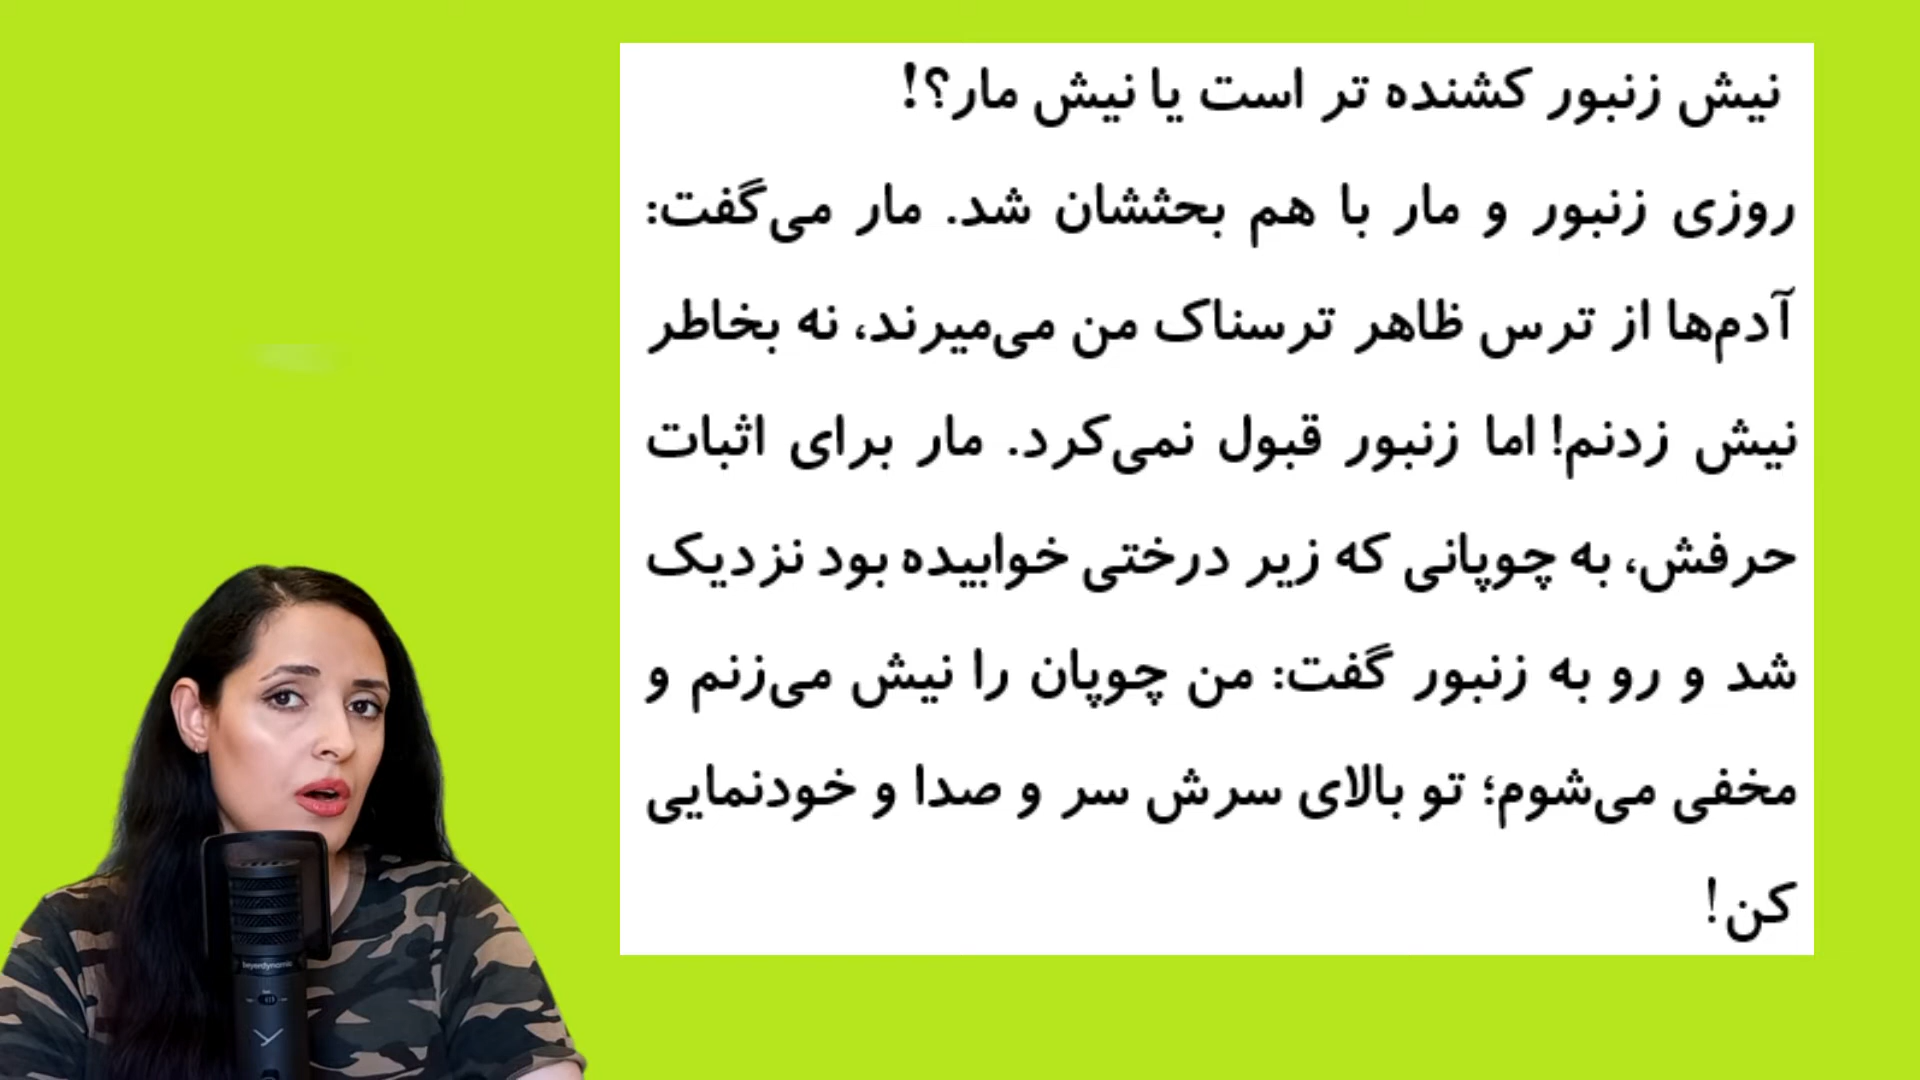 نیش زنبور کشنده تر است یا نیش مار؟!
روزی زنبور و مار با هم بحثشان شد. مار می‌گفت:
آدم‌ها از ترس ظاهر ترسناک من می‌میرند، نه بخاطر
نیش زدنم! اما زنبور قبول نمی‌کرد. مار برای اثبات
حرفش، به چوپانی که زیر درختی خوابیده بود نزدیک
شد و رو به زنبور گفت: من چوپان را نیش می‌زنم و
مخفی می‌شوم؛ تو بالای سرش سر و صدا و خودنمایی
کن!
beyerdynamic